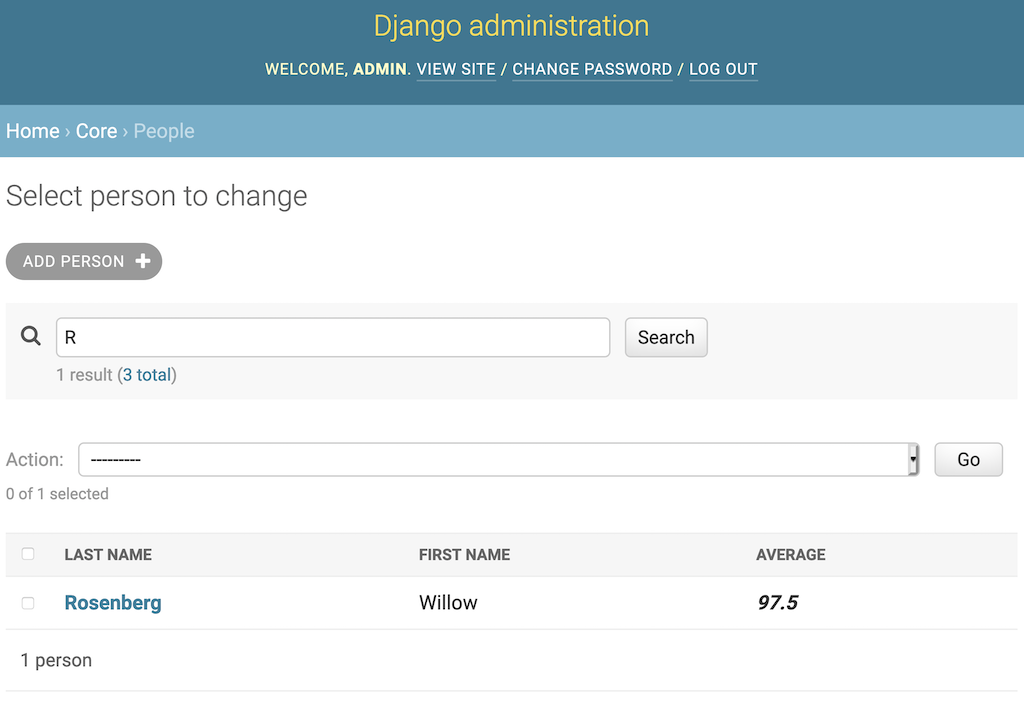 Django administration
WELCOME, ADMIN. VIEW SITE / CHANGE PASSWORD / LOG OUT
Home › Core › People
Select person to change
ADD PERSON +
R Search
1 result (3 total)
Action: --------- Go
0 of 1 selected
LAST NAME FIRST NAME AVERAGE
Rosenberg Willow 97.5
1 person